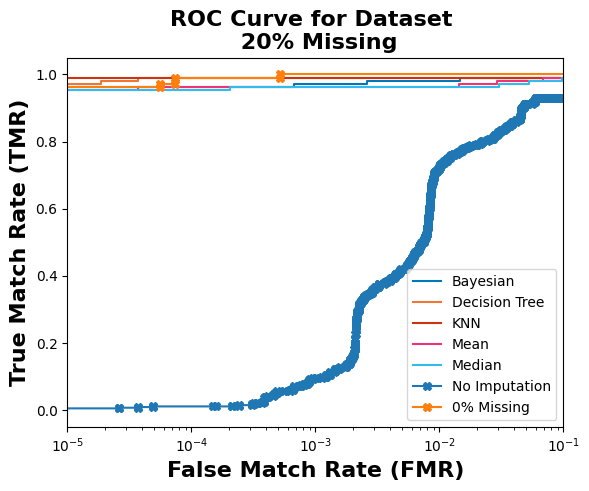 ROC Curve for Dataset
20% Missing
True Match Rate (TMR)
1.0
0.8
0.6
0.4
0.2
0.0
Bayesian
Decision Tree
KNN
Mean
Median
No Imputation
0% Missing
10⁻⁵
10⁻⁴
10⁻³
10⁻²
10⁻¹
False Match Rate (FMR)